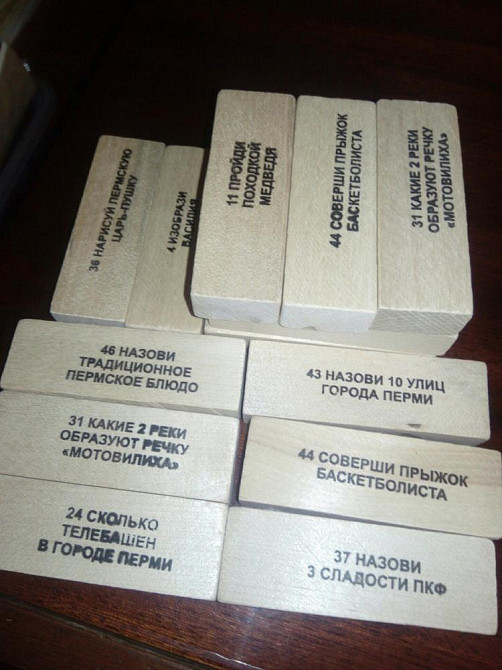 36 НАРИСУЙ ПЕРМСКУЮ
ЦАРЬ-ПУШКУ
4 ИЗОБРАЗИ
ВАСИЛИЯ
11 ПРОЙДИ
ПОХОДКОЙ
МЕДВЕДЯ
44 СОВЕРШИ ПРЫЖОК
БАСКЕТБОЛИСТА
31 КАКИЕ 2 РЕКИ
ОБРАЗУЮТ РЕЧКУ
«МОТОВИЛИХА»
46 НАЗОВИ
ТРАДИЦИОННОЕ
ПЕРМСКОЕ БЛЮДО
43 НАЗОВИ 10 УЛИЦ
ГОРОДА ПЕРМИ
31 КАКИЕ 2 РЕКИ
ОБРАЗУЮТ РЕЧКУ
«МОТОВИЛИХА»
44 СОВЕРШИ ПРЫЖОК
БАСКЕТБОЛИСТА
24 СКОЛЬКО
ТЕЛЕБАШЕН
В ГОРОДЕ ПЕРМИ
37 НАЗОВИ
3 СЛАДОСТИ ПКФ